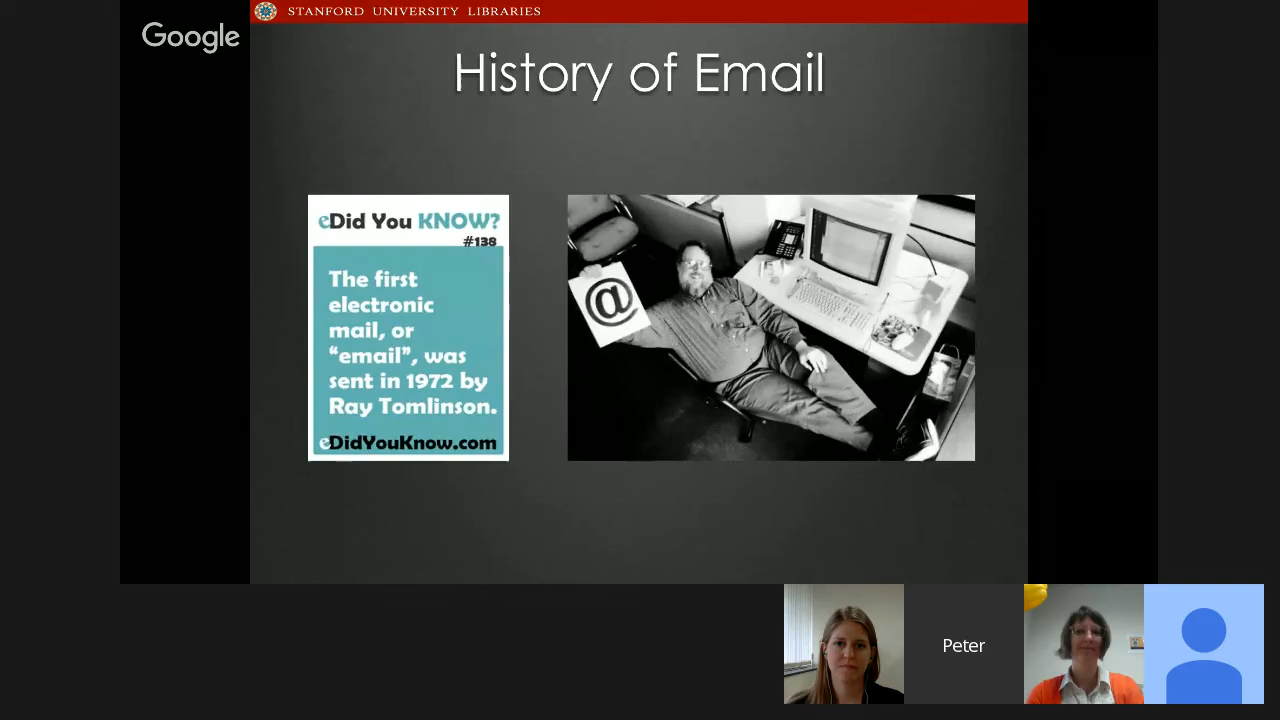 STANFORD UNIVERSITY LIBRARIES
Google
History of Email
eDid You KNOW?
#138
The first
electronic
mail, or
“email”, was
sent in 1972 by
Ray Tomlinson.
eDidYouKnow.com
@
Peter